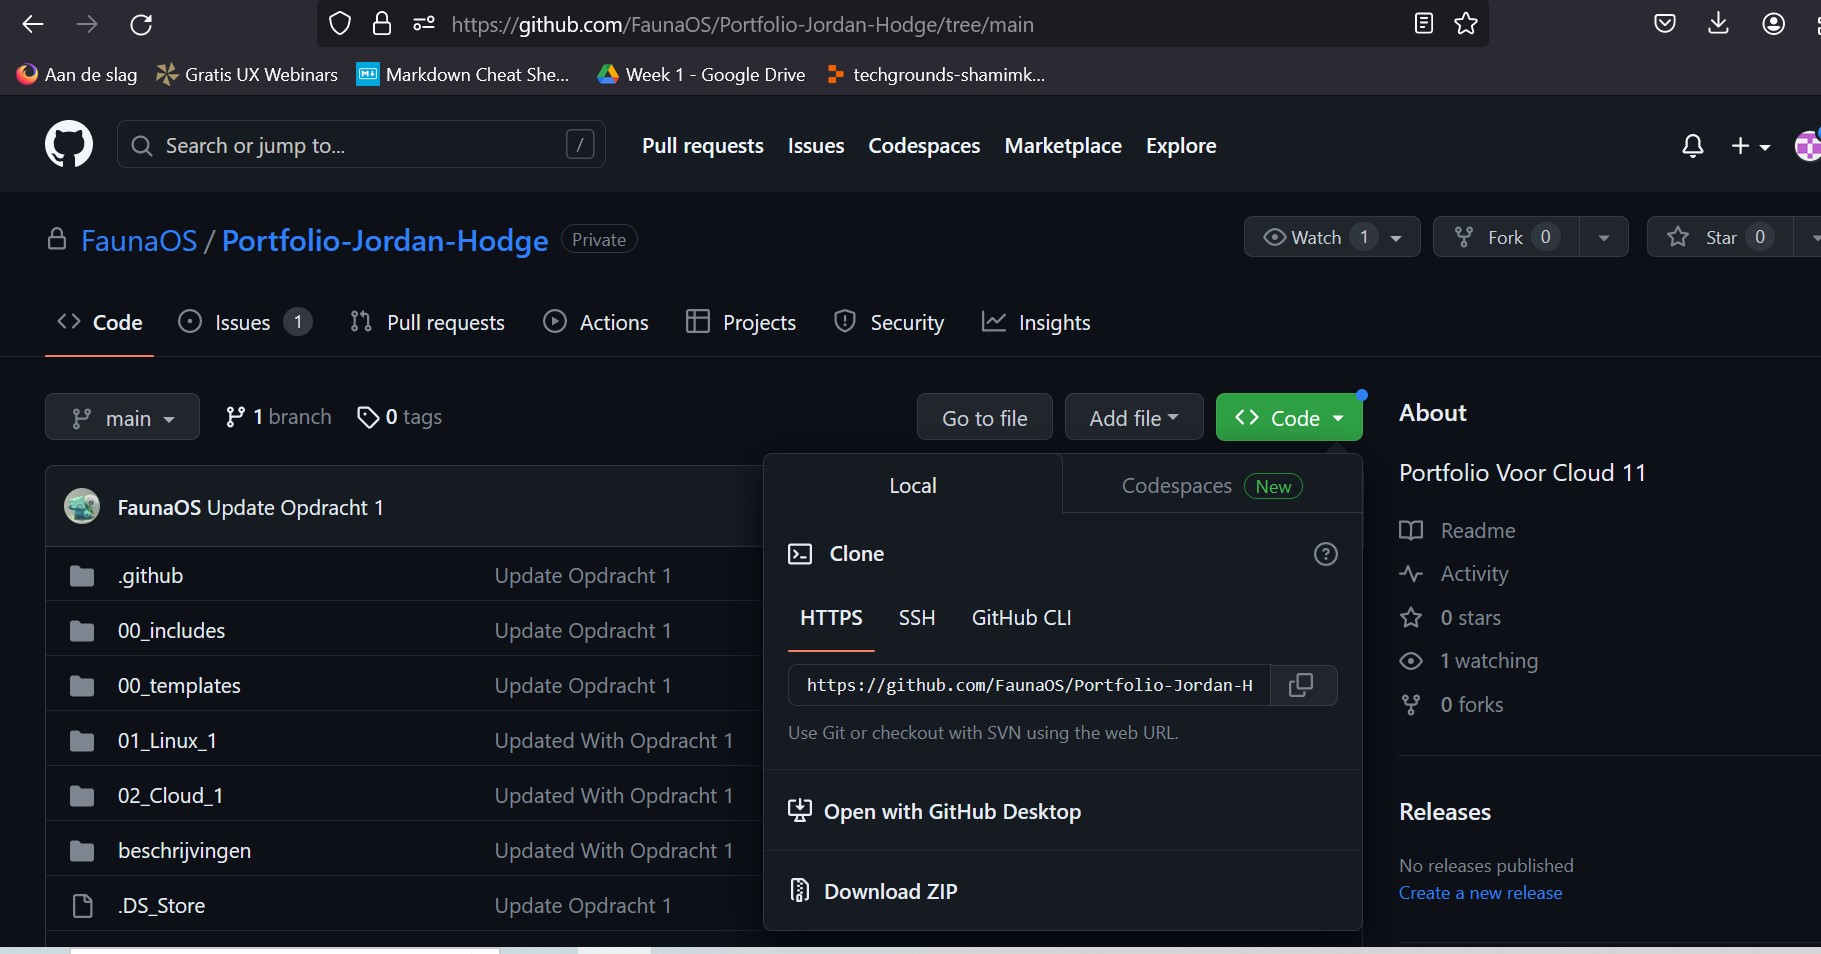 https://github.com/FaunaOS/Portfolio-Jordan-Hodge/tree/main
Aan de slag Gratis UX Webinars Markdown Cheat She... Week 1 - Google Drive techgrounds-shamimk...
Search or jump to... / Pull requests Issues Codespaces Marketplace Explore
FaunaOS / Portfolio-Jordan-Hodge Private Watch 1 Fork 0 Star 0
Code Issues 1 Pull requests Actions Projects Security Insights
main 1 branch 0 tags Go to file Add file Code
FaunaOS Update Opdracht 1
.github Update Opdracht 1
00_includes Update Opdracht 1
00_templates Update Opdracht 1
01_Linux_1 Updated With Opdracht 1
02_Cloud_1 Updated With Opdracht 1
beschrijvingen Updated With Opdracht 1
.DS_Store Update Opdracht 1
Local Codespaces New
Clone
HTTPS SSH GitHub CLI
https://github.com/FaunaOS/Portfolio-Jordan-H
Use Git or checkout with SVN using the web URL.
Open with GitHub Desktop
Download ZIP
About
Portfolio Voor Cloud 11
Readme
Activity
0 stars
1 watching
0 forks
Releases
No releases published
Create a new release